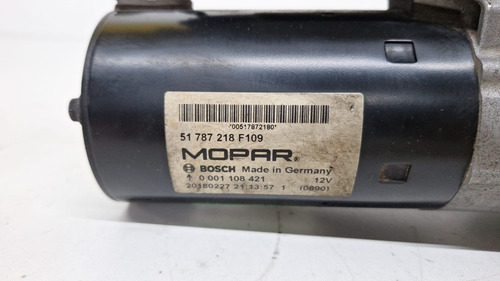 *00517872180*
51 787 218 F109
MOPAR®
BOSCH Made in Germany
↑ 0 001 108 421 12V
20180227 21:13:57 1 (0890)